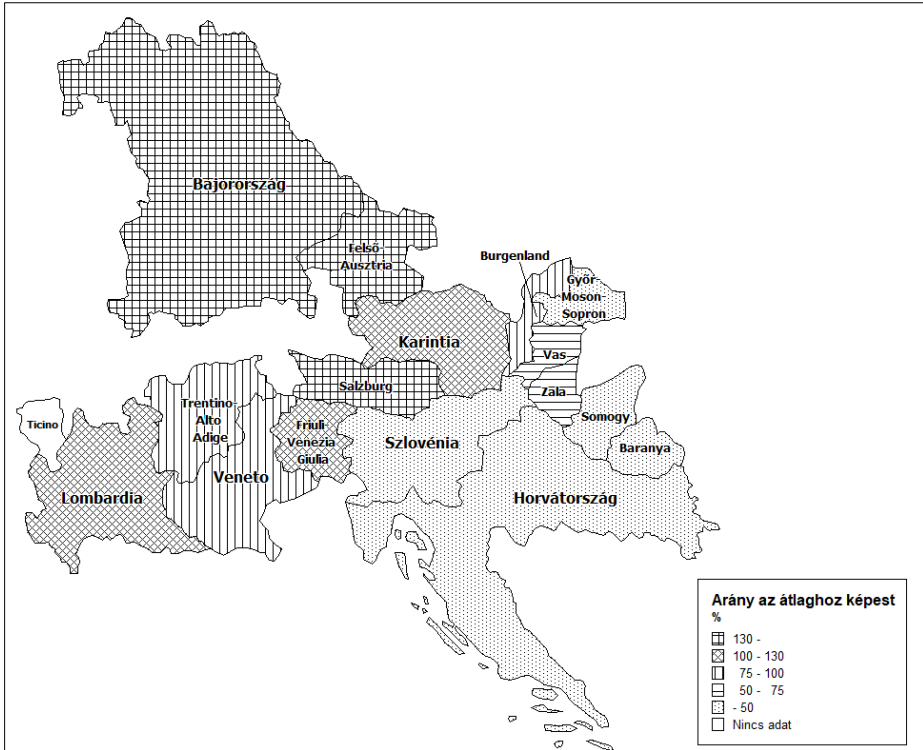 Bajorország
Felső-
Ausztria
Burgenland
Győr
Moson-
Sopron
Karintia
Vas
Salzburg
Zala
Trentino-
Alto
Adige
Ticino
Friuli
Venezia
Giulia
Somogy
Szlovénia
Baranya
Veneto
Lombardia
Horvátország
Arány az átlaghoz képest
%
130 -
100 - 130
75 - 100
50 - 75
- 50
Nincs adat